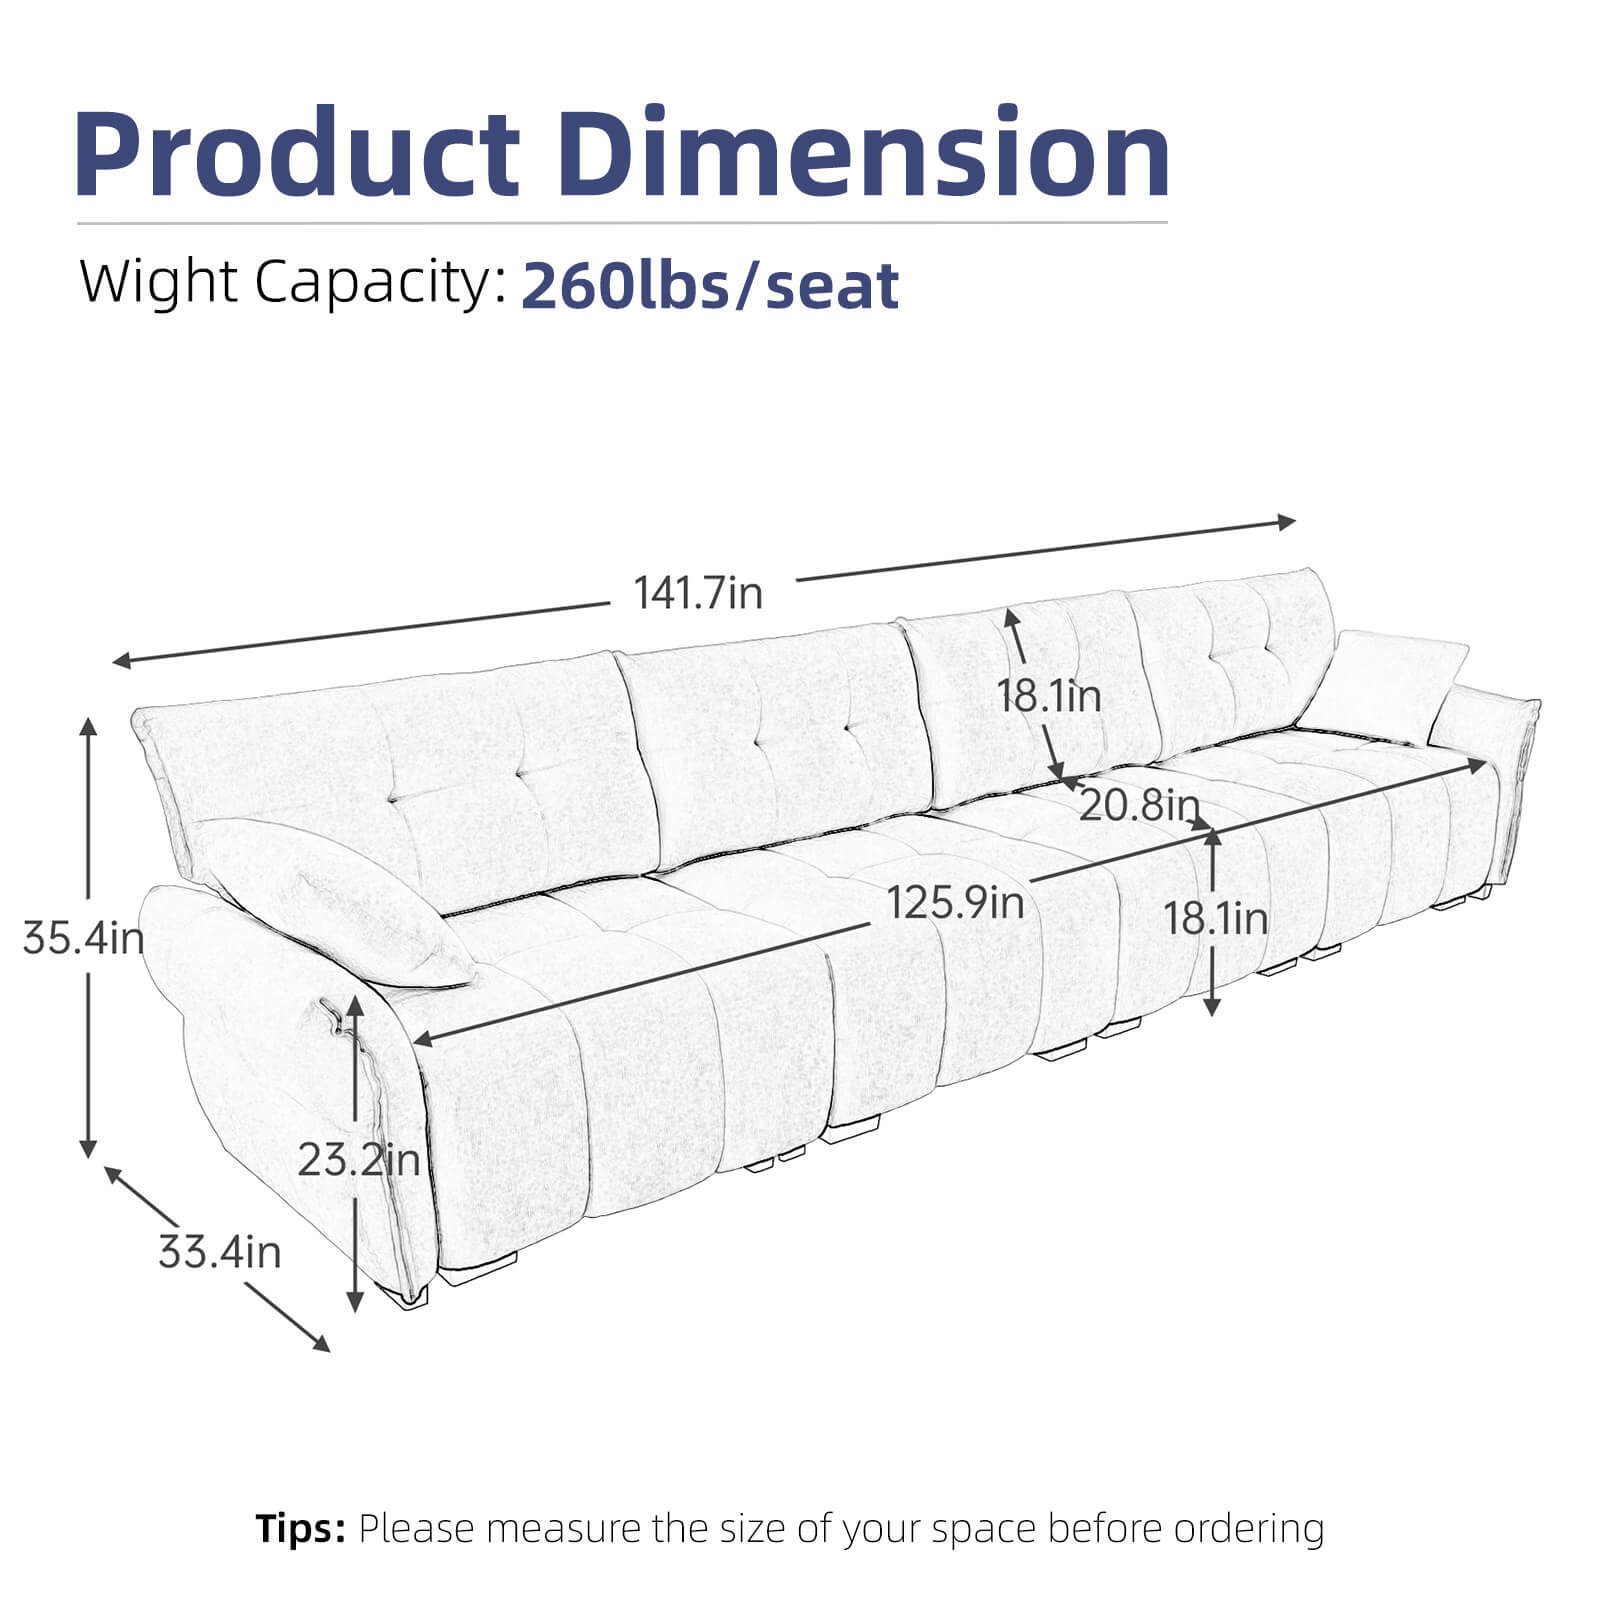 Product Dimension
Wight Capacity: 260lbs/seat
141.7in
18.1in
20.8in
125.9in
18.1in
35.4in
23.2in
33.4in
Tips: Please measure the size of your space before ordering